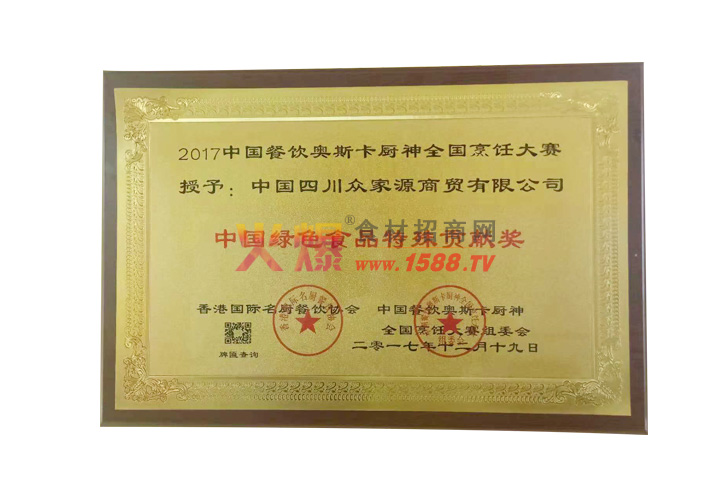 2017中国餐饮奥斯卡厨神全国烹饪大赛
授予：中国四川众家源商贸有限公司
中国绿色食品特殊贡献奖
火爆®食材招商网
www.1588.TV
香港国际名厨餐饮协会
中国餐饮奥斯卡厨神
全国烹饪大赛组委会
二零一七年十二月十九日
牌匾查询